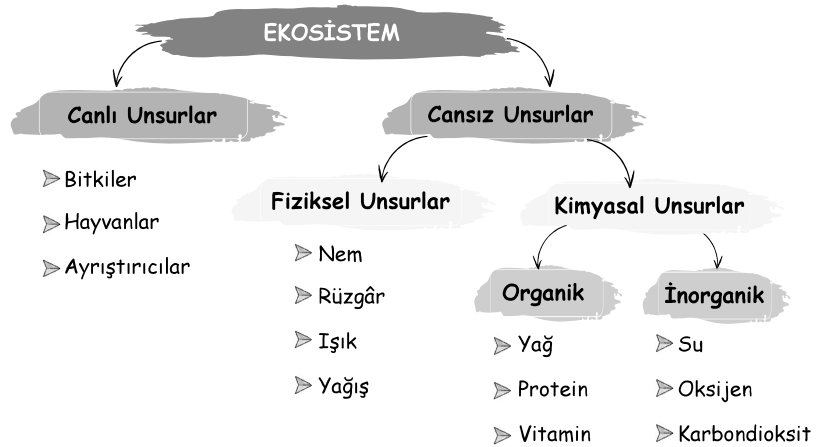 EKOSİSTEM
Canlı Unsurlar
Bitkiler
Hayvanlar
Ayrıştırıcılar
Cansız Unsurlar
Fiziksel Unsurlar
Nem
Rüzgâr
Işık
Yağış
Kimyasal Unsurlar
Organik
Yağ
Protein
Vitamin
İnorganik
Su
Oksijen
Karbondioksit